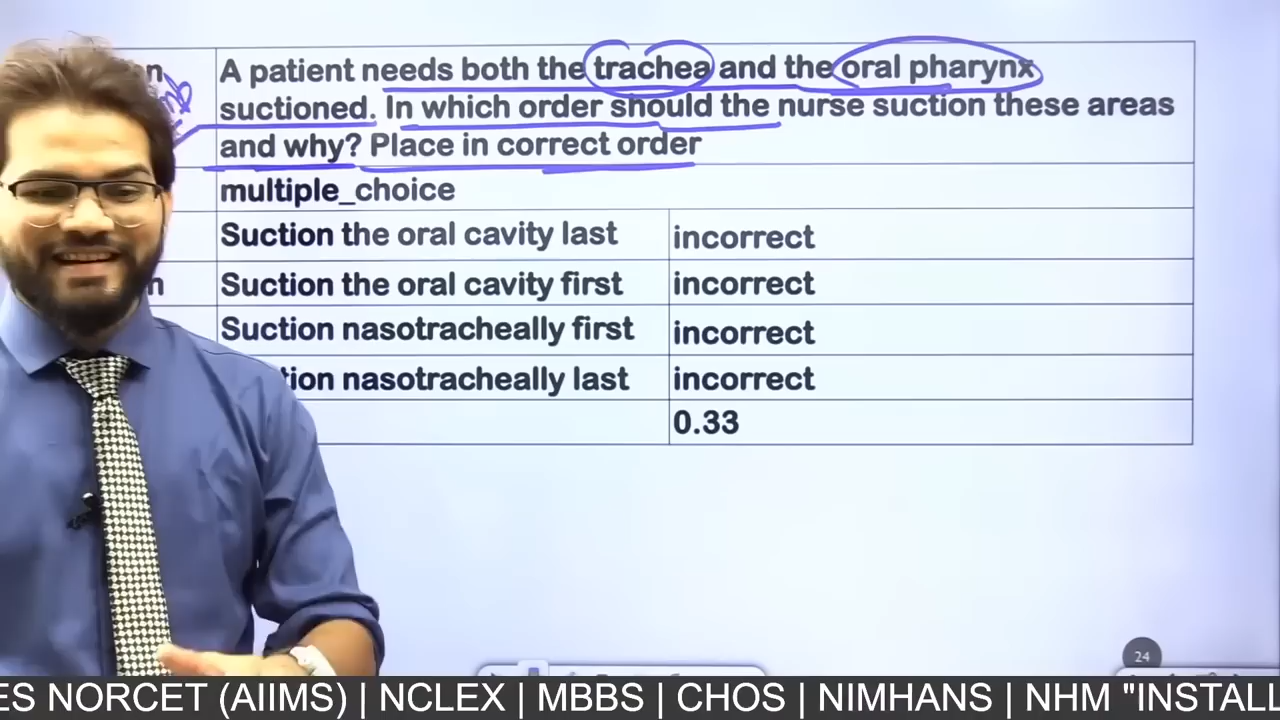 A patient needs both the trachea and the oral pharynx
suctioned. In which order should the nurse suction these areas
and why? Place in correct order
multiple_choice
Suction the oral cavity last incorrect
Suction the oral cavity first incorrect
Suction nasotracheally first incorrect
tion nasotracheally last incorrect
0.33
24
ES NORCET (AIIMS) | NCLEX | MBBS | CHOS | NIMHANS | NHM "INSTALL